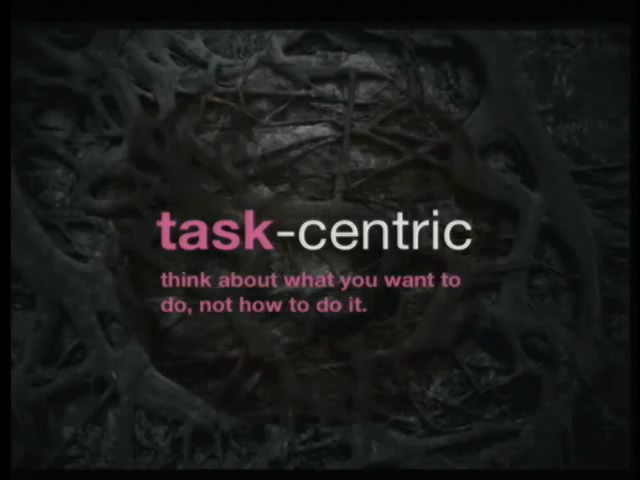 task-centric
think about what you want to
do, not how to do it.